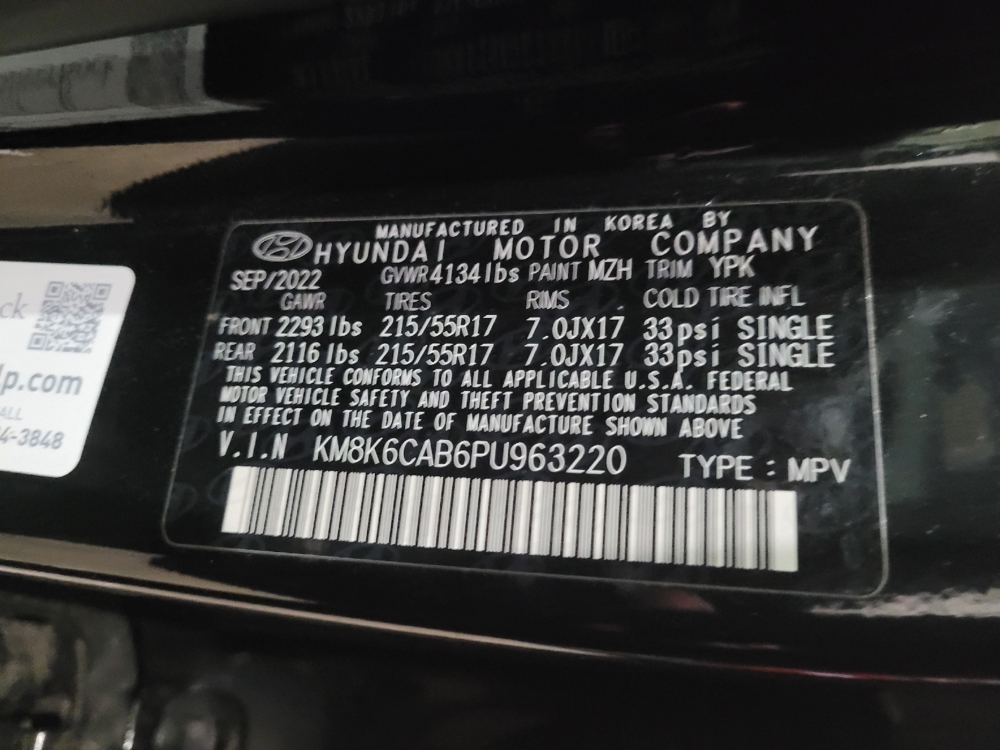 MANUFACTURED IN KOREA BY
HYUNDAI MOTOR COMPANY
SEP/2022 GVWR 4134 lbs PAINT MZH TRIM YPK
GAWR TIRES RIMS COLD TIRE INFL
FRONT 2293 lbs 215/55R17 7.0JX17 33psi SINGLE
REAR 2116 lbs 215/55R17 7.0JX17 33psi SINGLE
THIS VEHICLE CONFORMS TO ALL APPLICABLE U.S.A. FEDERAL
MOTOR VEHICLE SAFETY AND THEFT PREVENTION STANDARDS
IN EFFECT ON THE DATE OF MANUFACTURE SHOWN ABOVE
V.I.N KM8K6CAB6PU963220 TYPE : MPV
ck
lp.com
ALL
4-3848